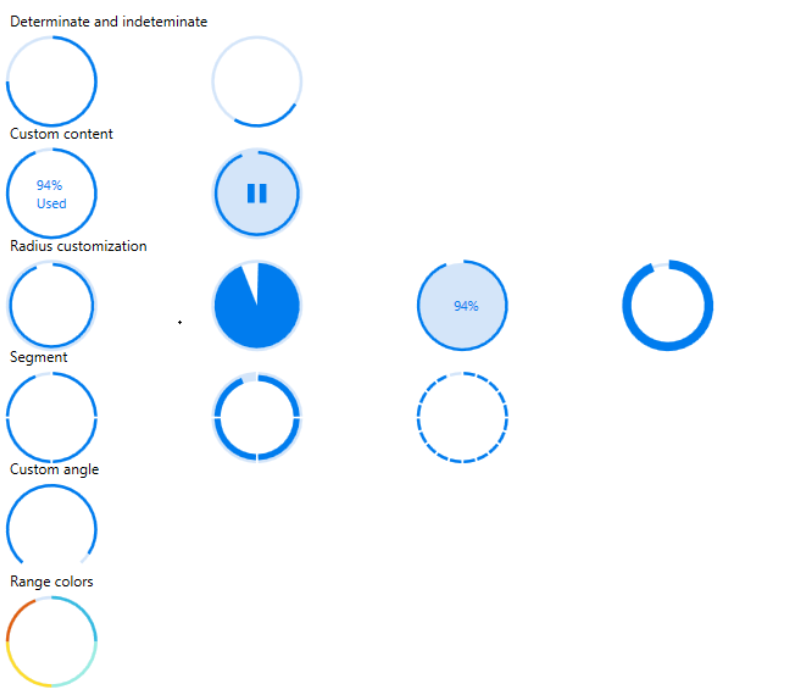 Determinate and indeteminate
Custom content
94%
Used
Radius customization
94%
Segment
Custom angle
Range colors